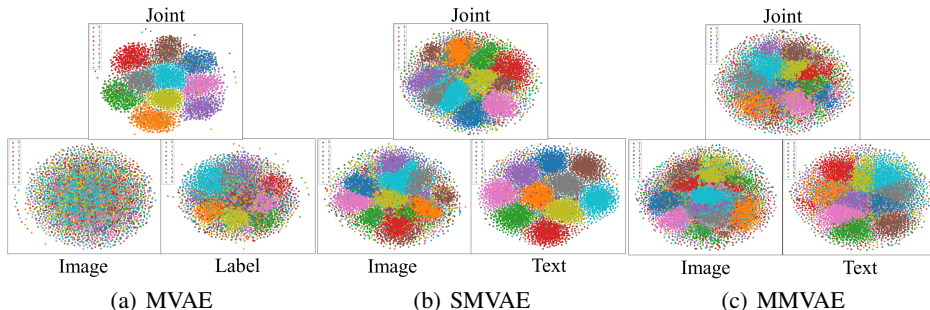 Joint Joint Joint
Image Label Image Text Image Text
(a) MVAE (b) SMVAE (c) MMVAE